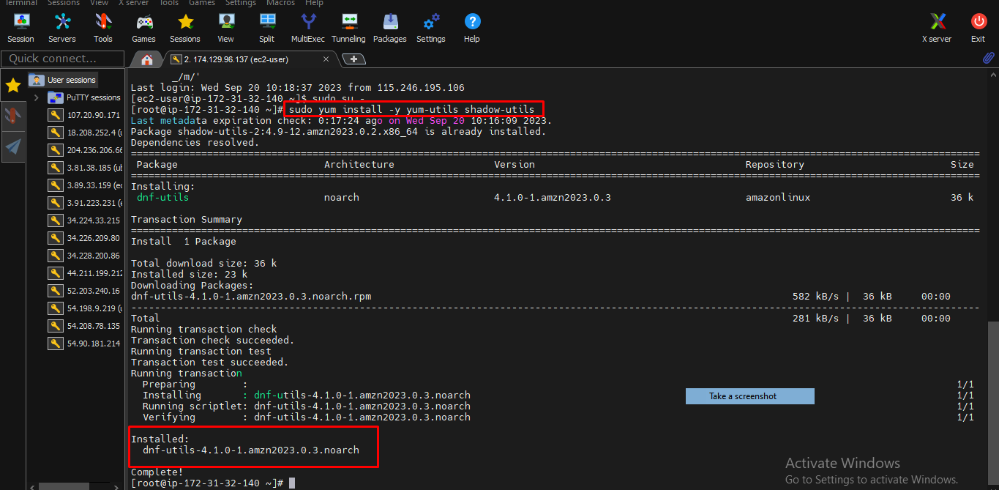 Terminal Sessions View X server Tools Games Settings Macros Help
Session Servers Tools Games Sessions View Split MultiExec Tunneling Packages Settings Help X server Exit
Quick connect...
2. 174.129.96.137 (ec2-user)
User sessions
PuTTY sessions
107.20.90.171
18.208.252.4 (u
204.236.206.66
3.81.38.185 (ub
3.89.33.159 (ec
3.91.223.231 (e
34.224.33.215
34.226.209.80
34.228.200.86
44.211.199.212
52.203.240.16
54.198.9.219 (u
54.208.78.135
54.90.181.214
_/m/'
Last login: Wed Sep 20 10:18:37 2023 from 115.246.195.106
[ec2-user@ip-172-31-32-140 ~]$ sudo su -
[root@ip-172-31-32-140 ~]# sudo yum install -y yum-utils shadow-utils
Last metadata expiration check: 0:17:24 ago on Wed Sep 20 10:16:09 2023.
Package shadow-utils-2:4.9-12.amzn2023.0.2.x86_64 is already installed.
Dependencies resolved.
Package Architecture Version Repository Size
Installing:
dnf-utils noarch 4.1.0-1.amzn2023.0.3 amazonlinux 36 k
Transaction Summary
Install 1 Package
Total download size: 36 k
Installed size: 23 k
Downloading Packages:
dnf-utils-4.1.0-1.amzn2023.0.3.noarch.rpm 582 kB/s | 36 kB 00:00
Total 281 kB/s | 36 kB 00:00
Running transaction check
Transaction check succeeded.
Running transaction test
Transaction test succeeded.
Running transaction
Preparing : 1/1
Installing : dnf-utils-4.1.0-1.amzn2023.0.3.noarch 1/1
Running scriptlet: dnf-utils-4.1.0-1.amzn2023.0.3.noarch 1/1
Verifying : dnf-utils-4.1.0-1.amzn2023.0.3.noarch 1/1
Take a screenshot
Installed:
dnf-utils-4.1.0-1.amzn2023.0.3.noarch
Complete!
[root@ip-172-31-32-140 ~]#
Activate Windows
Go to Settings to activate Windows.